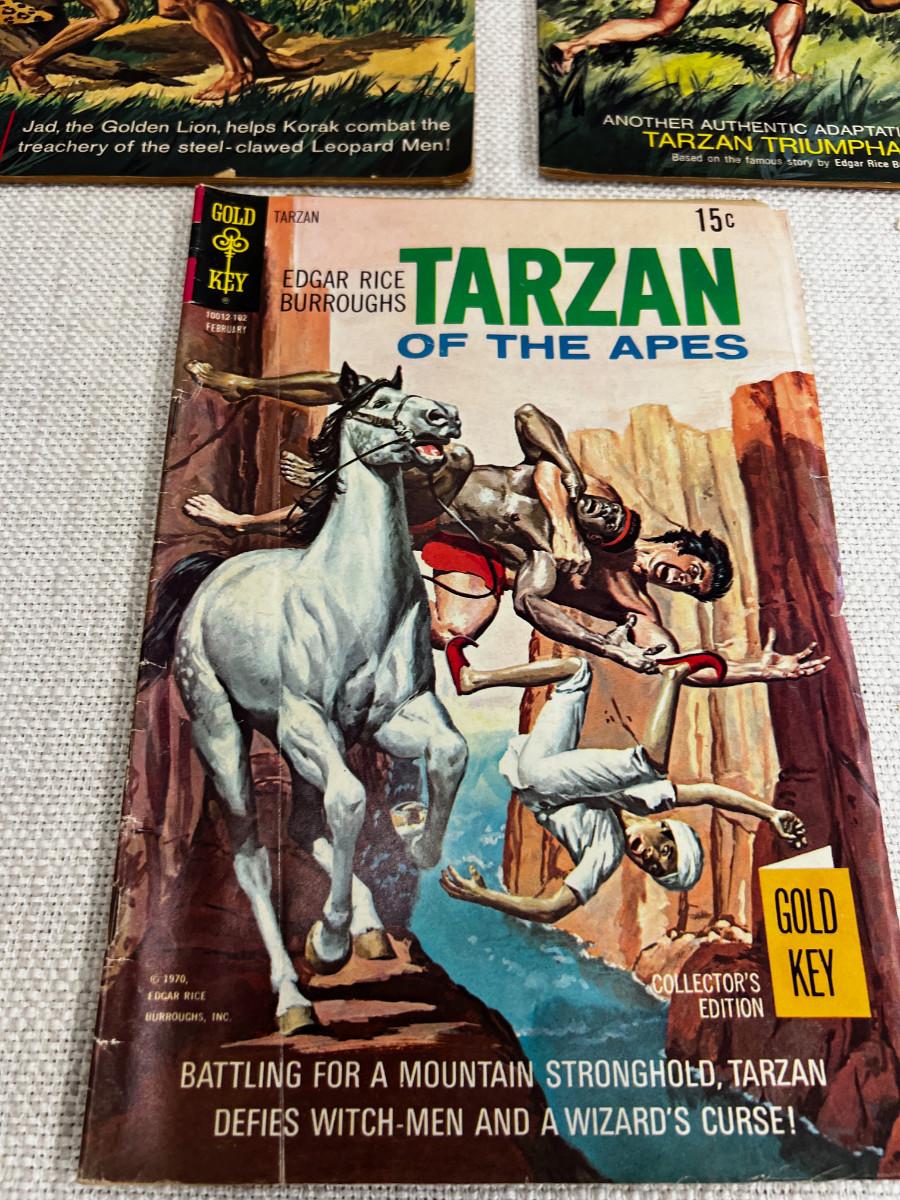 Jad, the Golden Lion, helps Korak combat the
treachery of the steel-clawed Leopard Men!
ANOTHER AUTHENTIC ADAPTATI
TARZAN TRIUMPHA
Based on the famous story by Edgar Rice B
GOLD
KEY
®
10012-102
FEBRUARY
TARZAN
15c
EDGAR RICE
BURROUGHS
TARZAN
OF THE APES
GOLD
KEY
COLLECTOR'S
EDITION
© 1970,
EDGAR RICE
BURROUGHS, INC.
BATTLING FOR A MOUNTAIN STRONGHOLD, TARZAN
DEFIES WITCH-MEN AND A WIZARD'S CURSE!